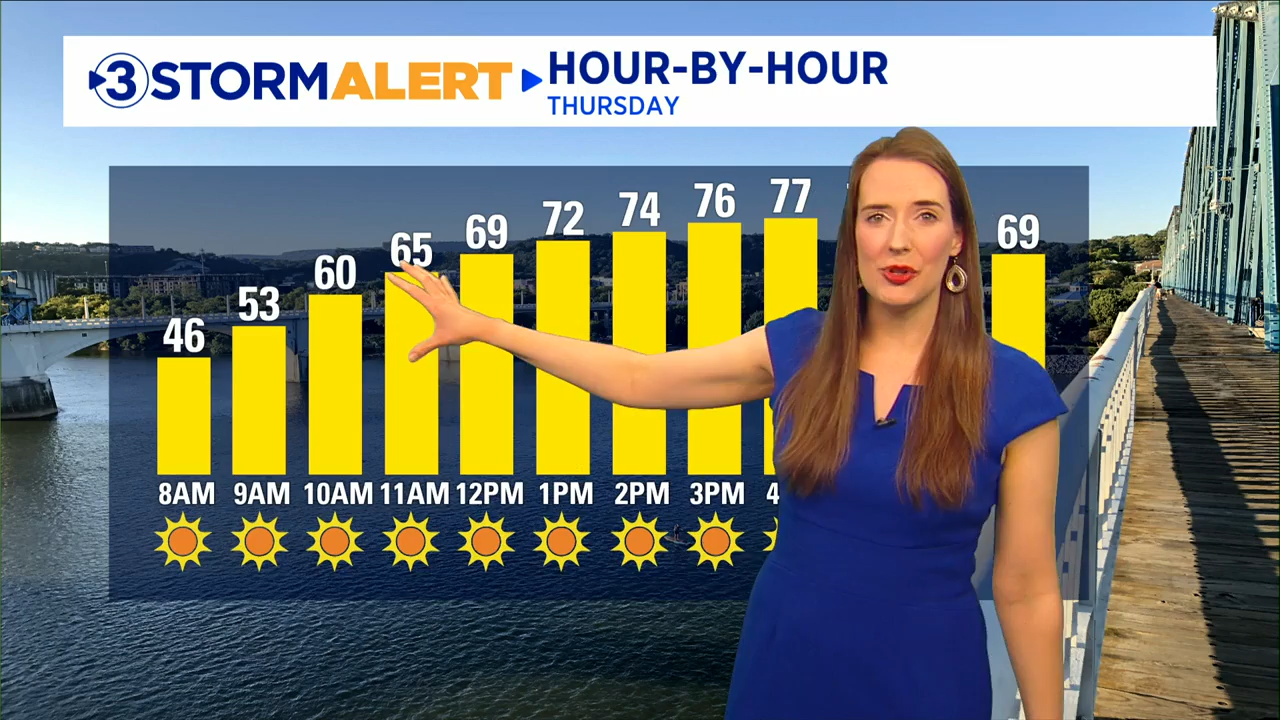 3 STORM ALERT
HOUR-BY-HOUR
THURSDAY
46 53 60 65 69 72 74 76 77 69
8AM 9AM 10AM 11AM 12PM 1PM 2PM 3PM 4